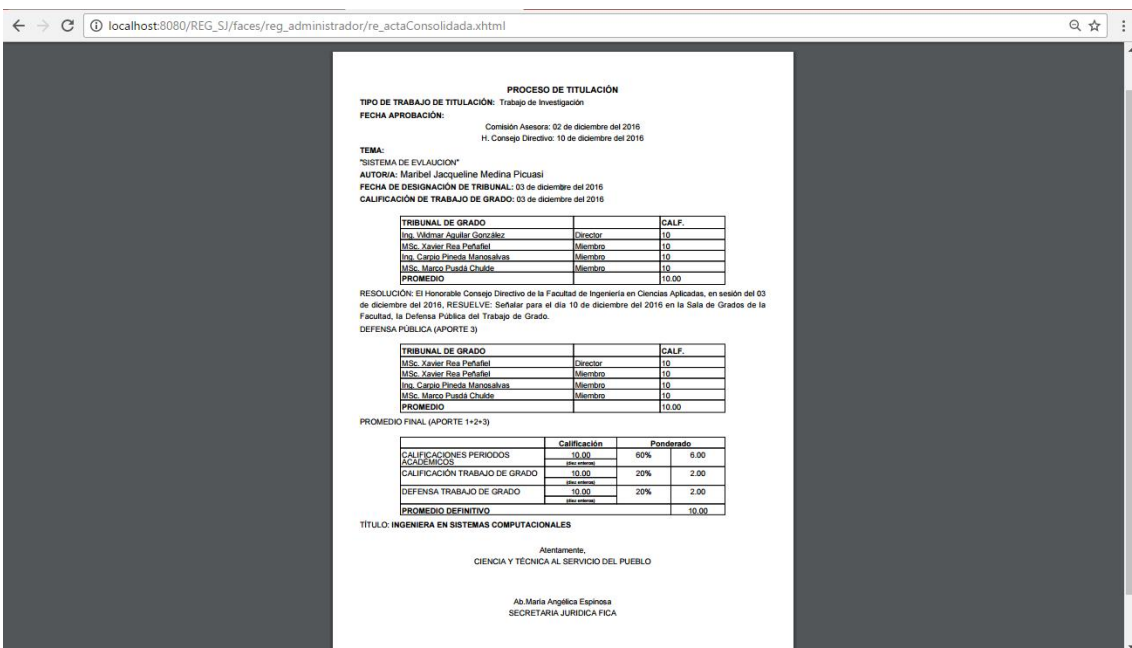 localhost:8080/REG_SJ/faces/reg_administrador/re_actaConsolidada.xhtml
PROCESO DE TITULACIÓN
TIPO DE TRABAJO DE TITULACIÓN: Trabajo de Investigación
FECHA APROBACIÓN:
Comisión Asesora: 02 de diciembre del 2016
H. Consejo Directivo: 10 de diciembre del 2016
TEMA:
"SISTEMA DE EVLAUCION"
AUTOR/A: Maribel Jacqueline Medina Picuasi
FECHA DE DESIGNACIÓN DE TRIBUNAL: 03 de diciembre del 2016
CALIFICACIÓN DE TRABAJO DE GRADO: 03 de diciembre del 2016
TRIBUNAL DE GRADO CALF.
Ing. Widmar Aguilar González Director 10
MSc. Xavier Rea Peñafiel Miembro 10
Ing. Carpio Pineda Manosalvas Miembro 10
MSc. Marco Pusdá Chulde Miembro 10
PROMEDIO 10.00
RESOLUCIÓN: El Honorable Consejo Directivo de la Facultad de Ingeniería en Ciencias Aplicadas, en sesión del 03
de diciembre del 2016, RESUELVE: Señalar para el día 10 de diciembre del 2016 en la Sala de Grados de la
Facultad, la Defensa Pública del Trabajo de Grado.
DEFENSA PÚBLICA (APORTE 3)
TRIBUNAL DE GRADO CALF.
MSc. Xavier Rea Peñafiel Director 10
MSc. Xavier Rea Peñafiel Miembro 10
Ing. Carpio Pineda Manosalvas Miembro 10
MSc. Marco Pusdá Chulde Miembro 10
PROMEDIO 10.00
PROMEDIO FINAL (APORTE 1+2+3)
Calificación Ponderado
CALIFICACIONES PERIODOS 10.00 60% 6.00
ACADÉMICOS (diez enteros)
CALIFICACIÓN TRABAJO DE GRADO 10.00 20% 2.00
(diez enteros)
DEFENSA TRABAJO DE GRADO 10.00 20% 2.00
(diez enteros)
PROMEDIO DEFINITIVO 10.00
TÍTULO: INGENIERA EN SISTEMAS COMPUTACIONALES
Atentamente,
CIENCIA Y TÉCNICA AL SERVICIO DEL PUEBLO
Ab.Maria Angélica Espinosa
SECRETARIA JURIDICA FICA